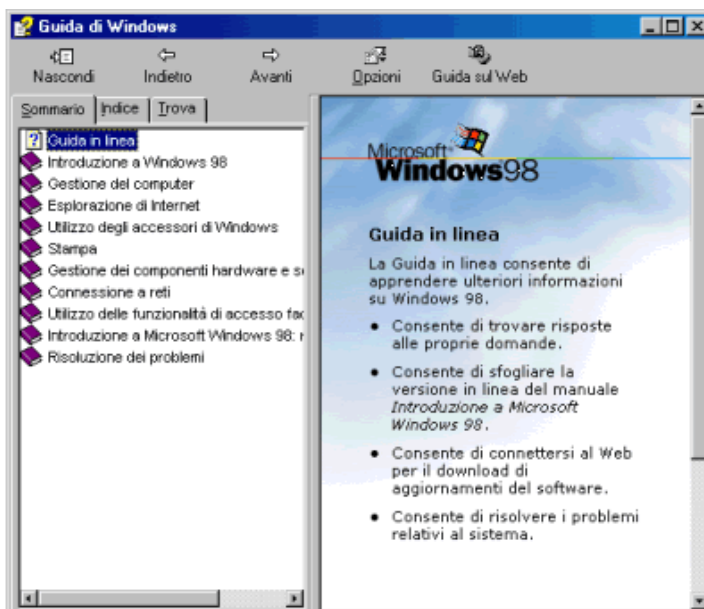 Guida di Windows
Nascondi Indietro Avanti Opzioni Guida sul Web
Sommario Indice Trova
Guida in linea
Introduzione a Windows 98
Gestione del computer
Esplorazione di Internet
Utilizzo degli accessori di Windows
Stampa
Gestione dei componenti hardware e s
Connessione a reti
Utilizzo delle funzionalità di accesso fac
Introduzione a Microsoft Windows 98:
Risoluzione dei problemi
Microsoft
Windows98
Guida in linea
La Guida in linea consente di
apprendere ulteriori informazioni
su Windows 98.
• Consente di trovare risposte
alle proprie domande.
• Consente di sfogliare la
versione in linea del manuale
Introduzione a Microsoft
Windows 98.
• Consente di connettersi al Web
per il download di
aggiornamenti del software.
• Consente di risolvere i problemi
relativi al sistema.